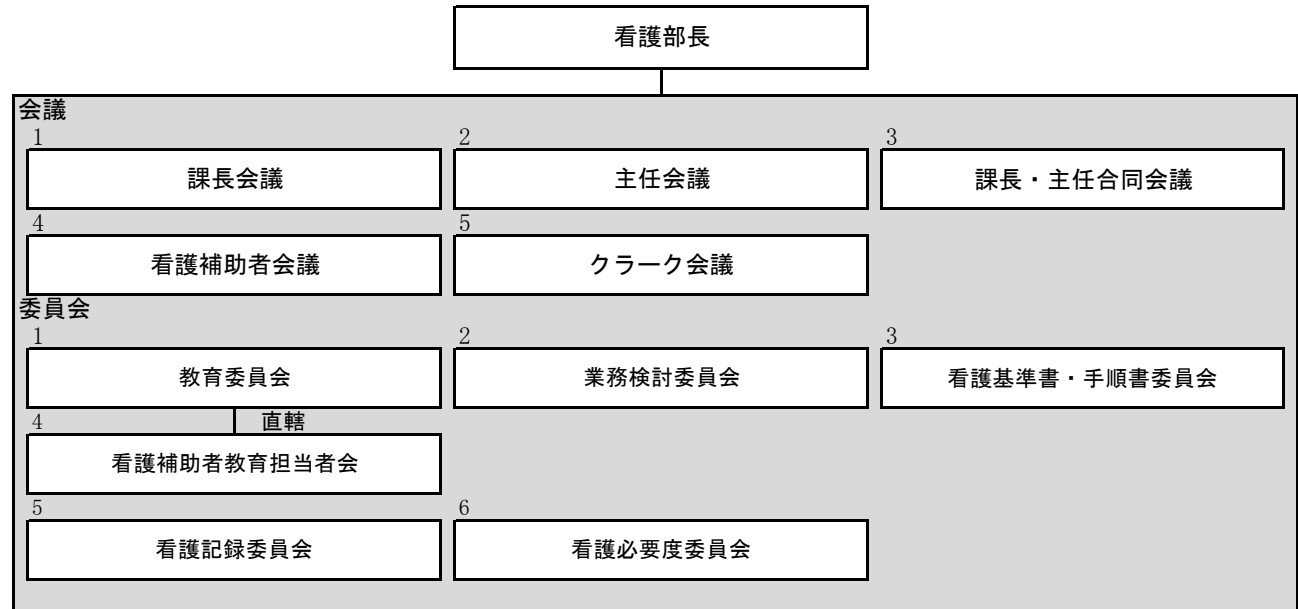 看護部長
会議
1
課長会議
2
主任会議
3
課長・主任合同会議
4
看護補助者会議
5
クラーク会議
委員会
1
教育委員会
2
業務検討委員会
3
看護基準書・手順書委員会
直轄
4
看護補助者教育担当者会
5
看護記録委員会
6
看護必要度委員会